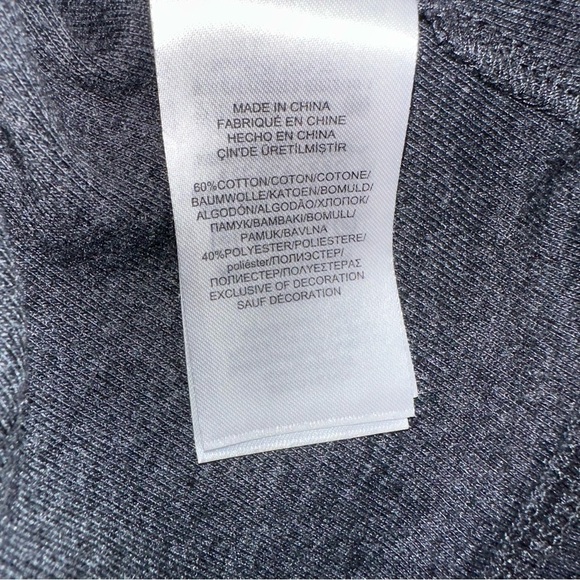 MADE IN CHINA
FABRIQUÉ EN CHINE
HECHO EN CHINA
ÇİN'DE ÜRETİLMİŞTİR
60%COTTON/COTON/COTONE/
BAUMWOLLE/KATOEN/BOMULD/
ALGODÓN/ALGODÃO/ХЛОПОК/
ПАМУК/BAMBAKI/BOMULL/
PAMUK/BAVLNA
40%POLYESTER/POLIESTERE/
poliéster/ПОЛИЭСТЕР/
ПОЛИЕСТЕР/ΠΟΛΥΕΣΤΕΡΑΣ
EXCLUSIVE OF DECORATION
SAUF DÉCORATION